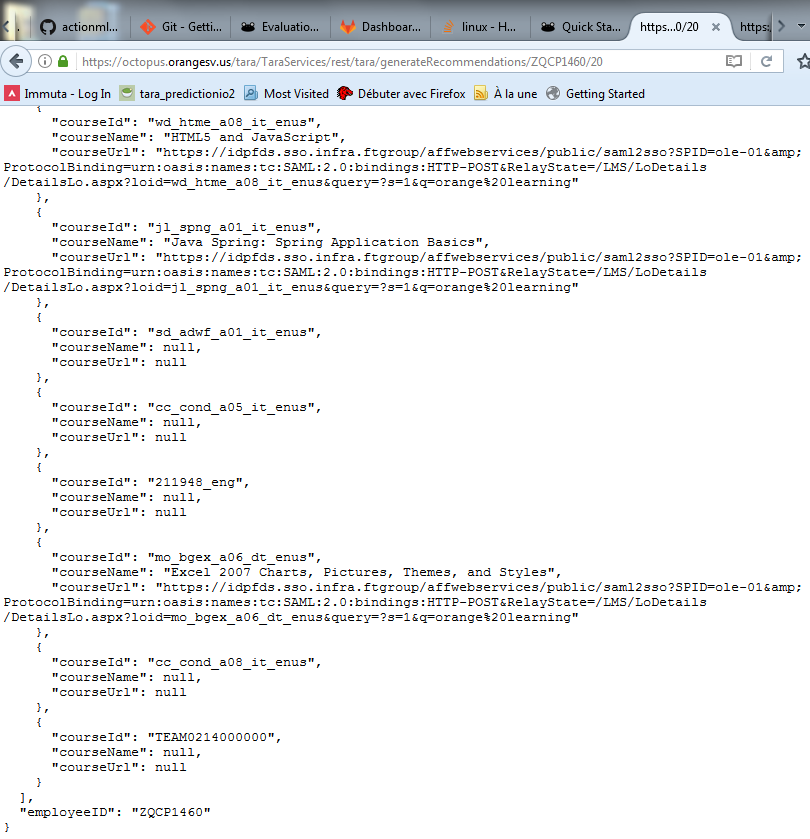 actionml...
Git - Getti...
Evaluatio...
Dashboar...
linux - H...
Quick Sta...
https...0/20
https:
https://octopus.orangesv.us/tara/TaraServices/rest/tara/generateRecommendations/ZQCP1460/20
Immuta - Log In
tara_predictionio2
Most Visited
Débuter avec Firefox
À la une
Getting Started
{
"courseId": "wd_htme_a08_it_enus",
"courseName": "HTML5 and JavaScript",
"courseUrl": "https://idpfds.sso.infra.ftgroup/affwebservices/public/saml2sso?SPID=ole-01&amp;
ProtocolBinding=urn:oasis:names:tc:SAML:2.0:bindings:HTTP-POST&RelayState=/LMS/LoDetails
/DetailsLo.aspx?loid=wd_htme_a08_it_enus&query=?s=1&q=orange%20learning"
},
{
"courseId": "jl_spng_a01_it_enus",
"courseName": "Java Spring: Spring Application Basics",
"courseUrl": "https://idpfds.sso.infra.ftgroup/affwebservices/public/saml2sso?SPID=ole-01&amp;
ProtocolBinding=urn:oasis:names:tc:SAML:2.0:bindings:HTTP-POST&RelayState=/LMS/LoDetails
/DetailsLo.aspx?loid=jl_spng_a01_it_enus&query=?s=1&q=orange%20learning"
},
{
"courseId": "sd_adwf_a01_it_enus",
"courseName": null,
"courseUrl": null
},
{
"courseId": "cc_cond_a05_it_enus",
"courseName": null,
"courseUrl": null
},
{
"courseId": "211948_eng",
"courseName": null,
"courseUrl": null
},
{
"courseId": "mo_bgex_a06_dt_enus",
"courseName": "Excel 2007 Charts, Pictures, Themes, and Styles",
"courseUrl": "https://idpfds.sso.infra.ftgroup/affwebservices/public/saml2sso?SPID=ole-01&amp;
ProtocolBinding=urn:oasis:names:tc:SAML:2.0:bindings:HTTP-POST&RelayState=/LMS/LoDetails
/DetailsLo.aspx?loid=mo_bgex_a06_dt_enus&query=?s=1&q=orange%20learning"
},
{
"courseId": "cc_cond_a08_it_enus",
"courseName": null,
"courseUrl": null
},
{
"courseId": "TEAM0214000000",
"courseName": null,
"courseUrl": null
}
],
"employeeID": "ZQCP1460"
}